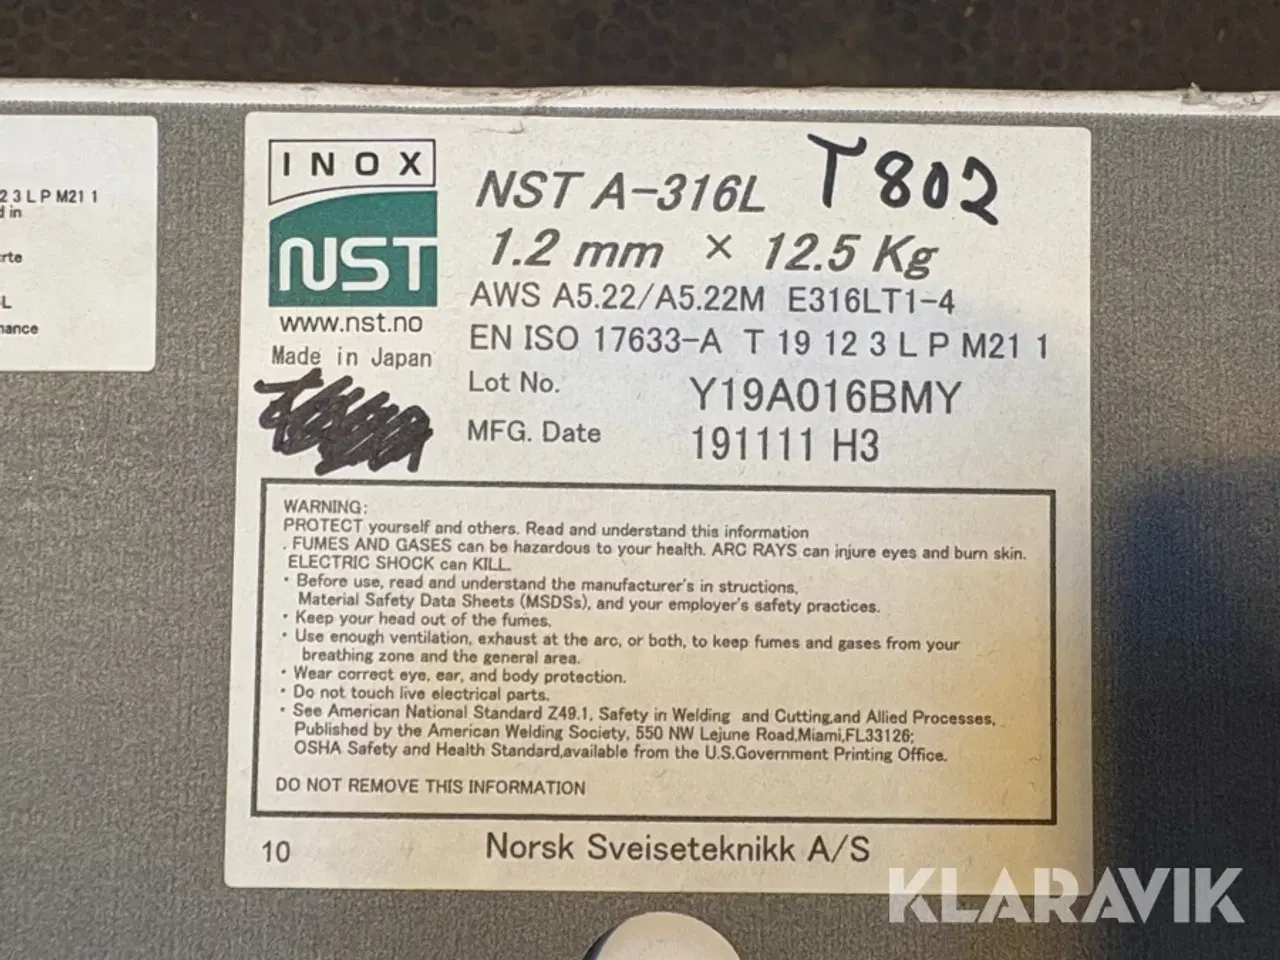 2 3 L P M21 1
d in
rte
L
nance
INOX
NST
www.nst.no
Made in Japan
NST A-316L
T802
1.2 mm × 12.5 Kg
AWS A5.22/A5.22M E316LT1-4
EN ISO 17633-A T 19 12 3 L P M21 1
Lot No. Y19A016BMY
MFG. Date 191111 H3
WARNING:
PROTECT yourself and others. Read and understand this information
. FUMES AND GASES can be hazardous to your health. ARC RAYS can injure eyes and burn skin.
ELECTRIC SHOCK can KILL.
• Before use, read and understand the manufacturer's in structions,
Material Safety Data Sheets (MSDSs), and your employer's safety practices.
• Keep your head out of the fumes.
• Use enough ventilation, exhaust at the arc, or both, to keep fumes and gases from your
breathing zone and the general area.
• Wear correct eye, ear, and body protection.
• Do not touch live electrical parts.
• See American National Standard Z49.1, Safety in Welding and Cutting,and Allied Processes,
Published by the American Welding Society, 550 NW Lejune Road,Miami,FL33126;
OSHA Safety and Health Standard,available from the U.S.Government Printing Office.
DO NOT REMOVE THIS INFORMATION
10
Norsk Sveiseteknikk A/S
KLARAVIK